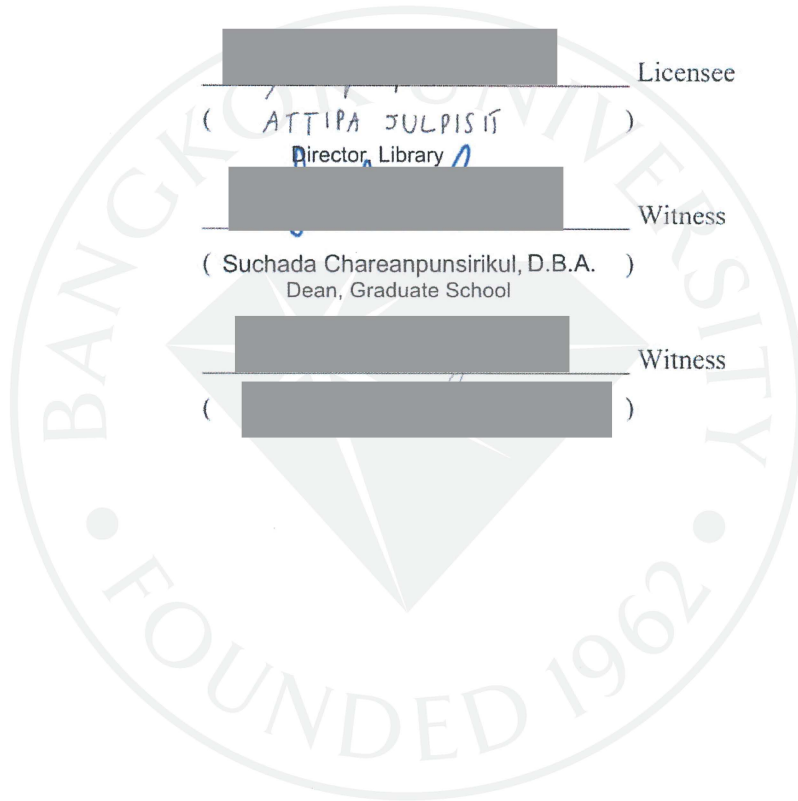 Licensee
( ATTIPA JULPISIT )
Director, Library
Witness
( Suchada Chareanpunsirikul, D.B.A. )
Dean, Graduate School
Witness
( )
BANGKOK UNIVERSITY
• FOUNDED 1962 •